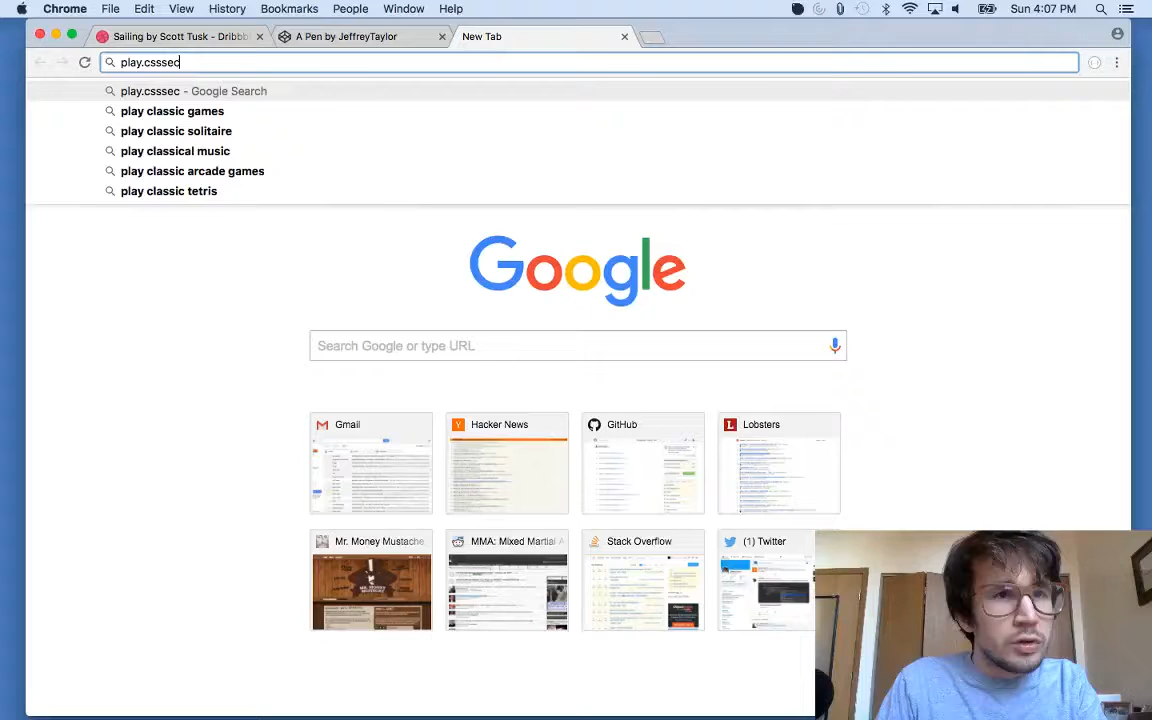 Chrome File Edit View History Bookmarks People Window Help Sun 4:07 PM
Sailing by Scott Tusk - Dribbb A Pen by JeffreyTaylor New Tab
play.csssec
play.csssec - Google Search
play classic games
play classic solitaire
play classical music
play classic arcade games
play classic tetris
Google
Search Google or type URL
Gmail Hacker News GitHub Lobsters
Mr. Money Mustache MMA: Mixed Martial A Stack Overflow (1) Twitter